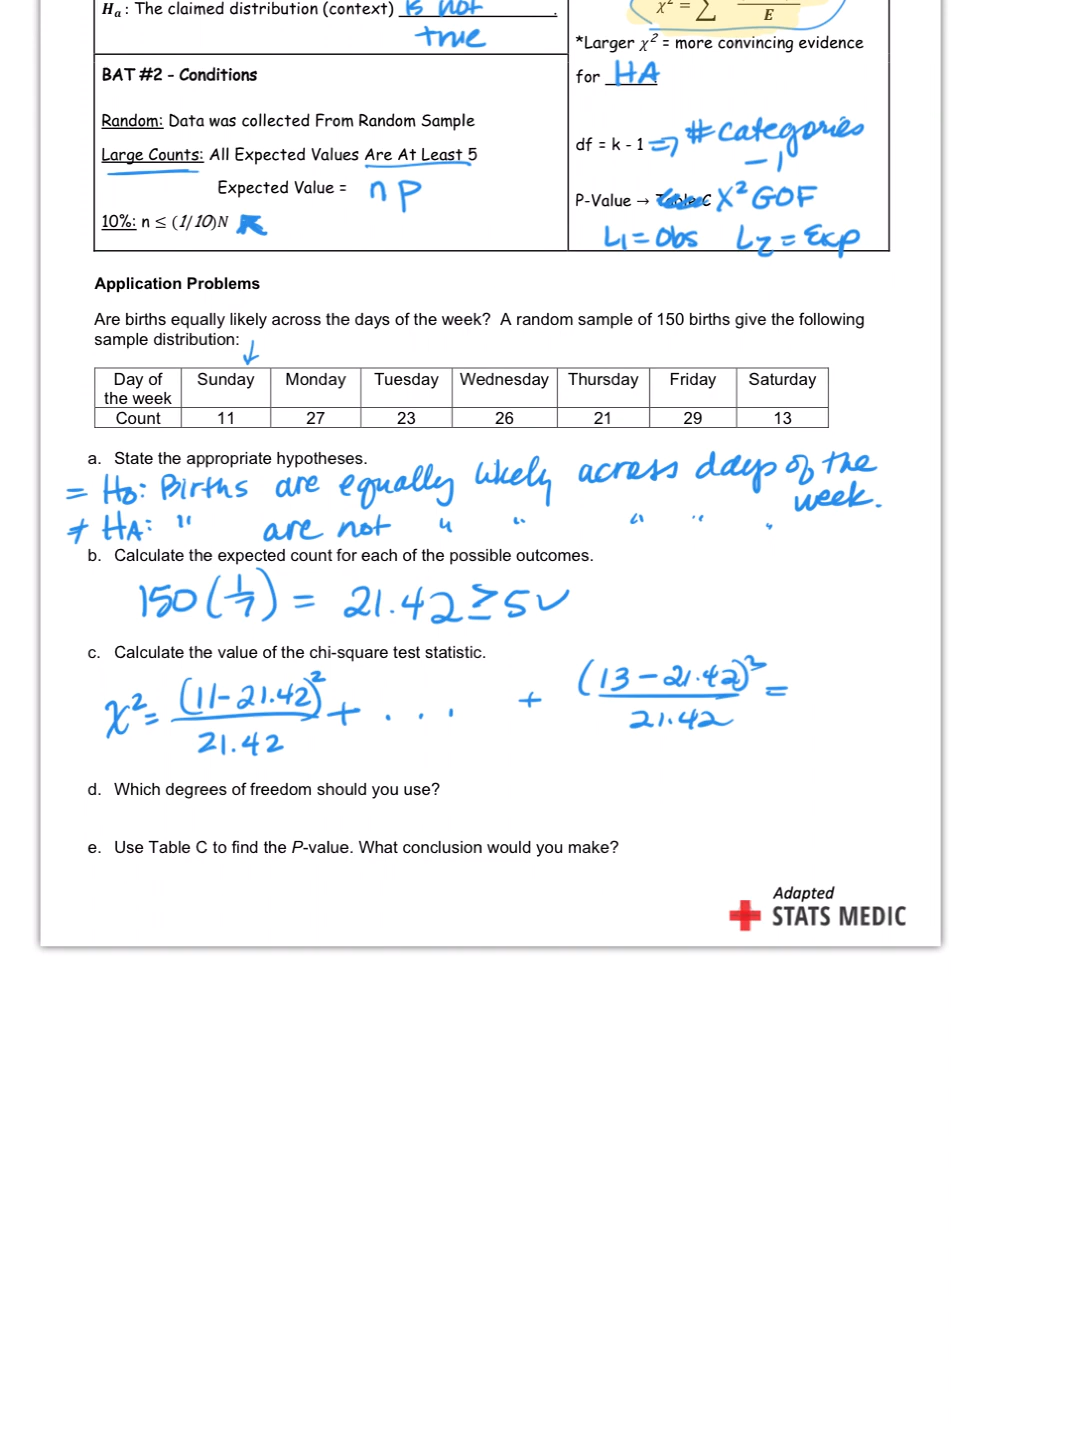 Hₐ: The claimed distribution (context) is not true.
χ² = ∑ E
*Larger χ² = more convincing evidence
for HA
BAT #2 - Conditions
Random: Data was collected From Random Sample
Large Counts: All Expected Values Are At Least 5
Expected Value = np
10%: n ≤ (1/10)N
df = k - 1 => # categories - 1
P-Value → Table C X² GOF
L1 = Obs L2 = Exp
Application Problems
Are births equally likely across the days of the week? A random sample of 150 births give the following
sample distribution:
Day of the week Sunday Monday Tuesday Wednesday Thursday Friday Saturday
Count 11 27 23 26 21 29 13
a. State the appropriate hypotheses.
= Ho: Births are equally likely across days of the week.
≠ HA: " are not " " " " "
b. Calculate the expected count for each of the possible outcomes.
150(1/7) = 21.42 ≥ 5 ✓
c. Calculate the value of the chi-square test statistic.
χ² = (11-21.42)²/21.42 + . . . + (13-21.42)²/21.42 =
d. Which degrees of freedom should you use?
e. Use Table C to find the P-value. What conclusion would you make?
Adapted
STATS MEDIC